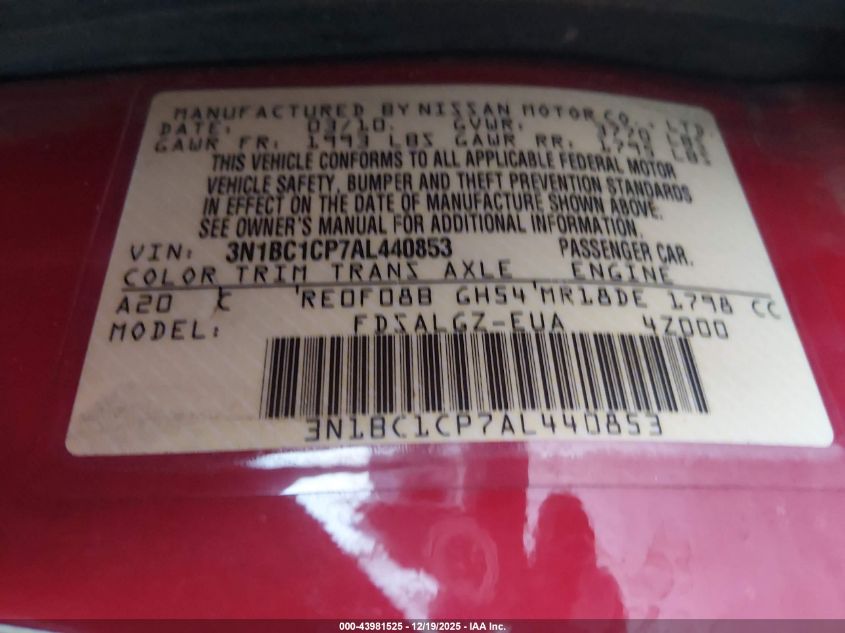 MANUFACTURED BY NISSAN MOTOR CO., LTD.
DATE: 03/10. GVWR: 3770 LBS
GAWR FR: 1993 LBS GAWR RR: LBS
THIS VEHICLE CONFORMS TO ALL APPLICABLE FEDERAL MOTOR
VEHICLE SAFETY, BUMPER AND THEFT PREVENTION STANDARDS
IN EFFECT ON THE DATE OF MANUFACTURE SHOWN ABOVE.
SEE OWNER'S MANUAL FOR ADDITIONAL INFORMATION.
VIN: 3N1BC1CP7AL440853 PASSENGER CAR.
COLOR TRIM TRANS AXLE ENGINE
A20 C RE0F08B GH54 MR18DE 1798 CC
MODEL: FDSALGZ-EUA 4Z000
3N1BC1CP7AL440853
000-43981525 - 12/19/2025 - IAA Inc.